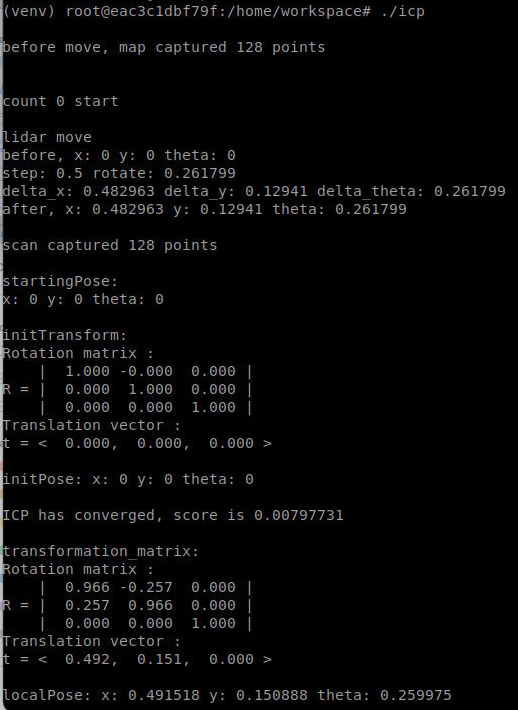 (venv) root@eac3c1dbf79f:/home/workspace# ./icp
before move, map captured 128 points
count 0 start
lidar move
before, x: 0 y: 0 theta: 0
step: 0.5 rotate: 0.261799
delta_x: 0.482963 delta_y: 0.12941 delta_theta: 0.261799
after, x: 0.482963 y: 0.12941 theta: 0.261799
scan captured 128 points
startingPose:
x: 0 y: 0 theta: 0
initTransform:
Rotation matrix :
    |  1.000 -0.000  0.000 |
R = |  0.000  1.000  0.000 |
    |  0.000  0.000  1.000 |
Translation vector :
t = <  0.000,  0.000,  0.000 >
initPose: x: 0 y: 0 theta: 0
ICP has converged, score is 0.00797731
transformation_matrix:
Rotation matrix :
    |  0.966 -0.257  0.000 |
R = |  0.257  0.966  0.000 |
    |  0.000  0.000  1.000 |
Translation vector :
t = <  0.492,  0.151,  0.000 >
localPose: x: 0.491518 y: 0.150888 theta: 0.259975